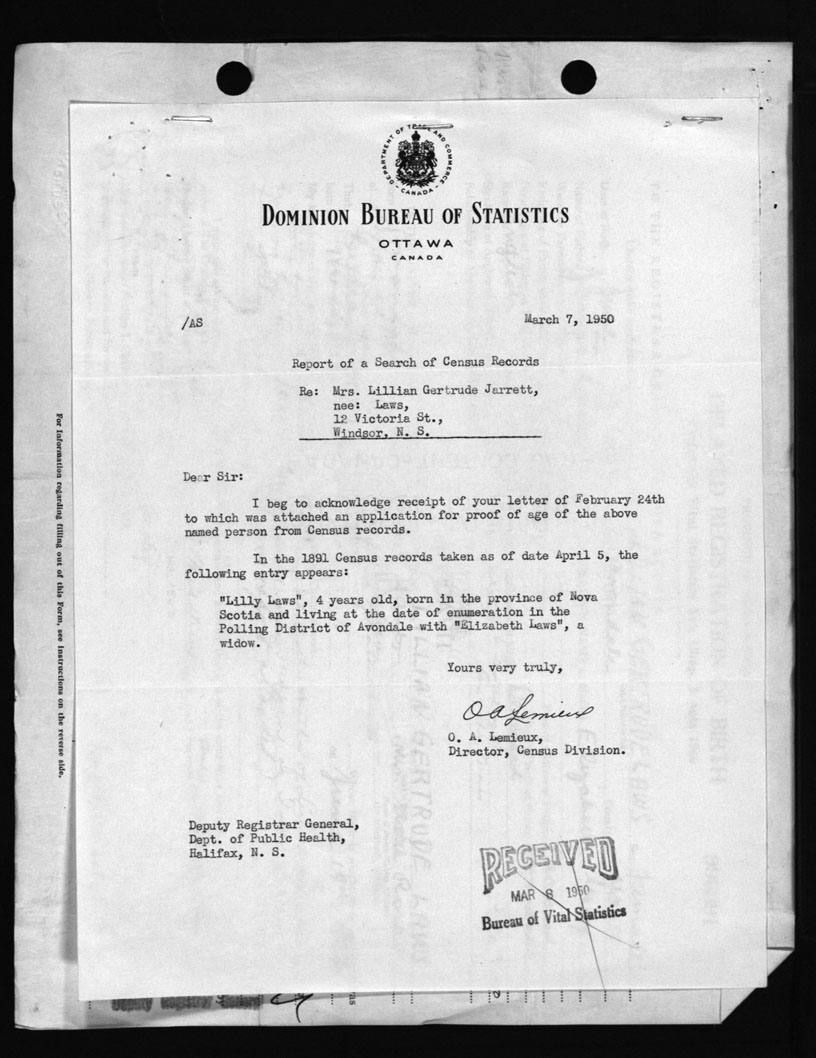 DEPARTMENT OF TRADE AND COMMERCE
CANADA
DOMINION BUREAU OF STATISTICS
OTTAWA
CANADA
/AS
March 7, 1950
Report of a Search of Census Records
Re: Mrs. Lillian Gertrude Jarrett,
nee: Laws,
12 Victoria St.,
Windsor, N. S.
Dear Sir:
I beg to acknowledge receipt of your letter of February 24th
to which was attached an application for proof of age of the above
named person from Census records.
In the 1891 Census records taken as of date April 5, the
following entry appears:
"Lilly Laws", 4 years old, born in the province of Nova
Scotia and living at the date of enumeration in the
Polling District of Avondale with "Elizabeth Laws", a
widow.
Yours very truly,
O A Lemieux
O. A. Lemieux,
Director, Census Division.
Deputy Registrar General,
Dept. of Public Health,
Halifax, N. S.
RECEIVED
MAR 8 1950
Bureau of Vital Statistics
For Information regarding filling out of this Form, see Instructions on the reverse side.